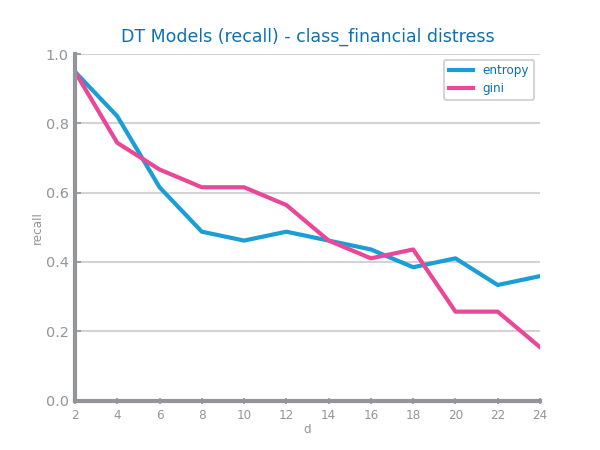 DT Models (recall) - class_financial distress
entropy
gini
recall
1.0
0.8
0.6
0.4
0.2
0.0
2 4 6 8 10 12 14 16 18 20 22 24
d